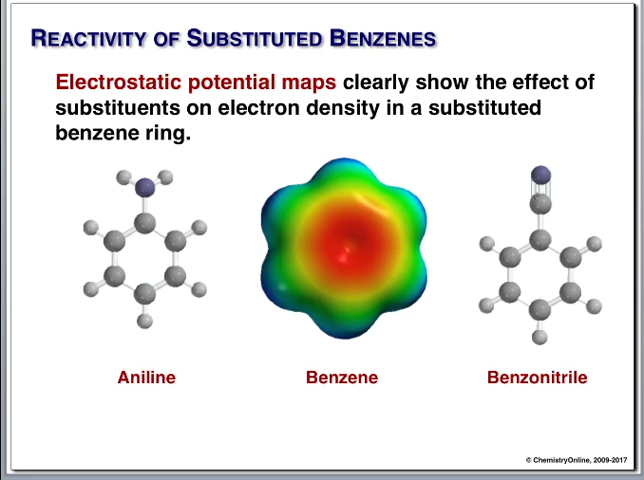 REACTIVITY OF SUBSTITUTED BENZENES
Electrostatic potential maps clearly show the effect of
substituents on electron density in a substituted
benzene ring.
Aniline
Benzene
Benzonitrile
© ChemistryOnline, 2009-2017